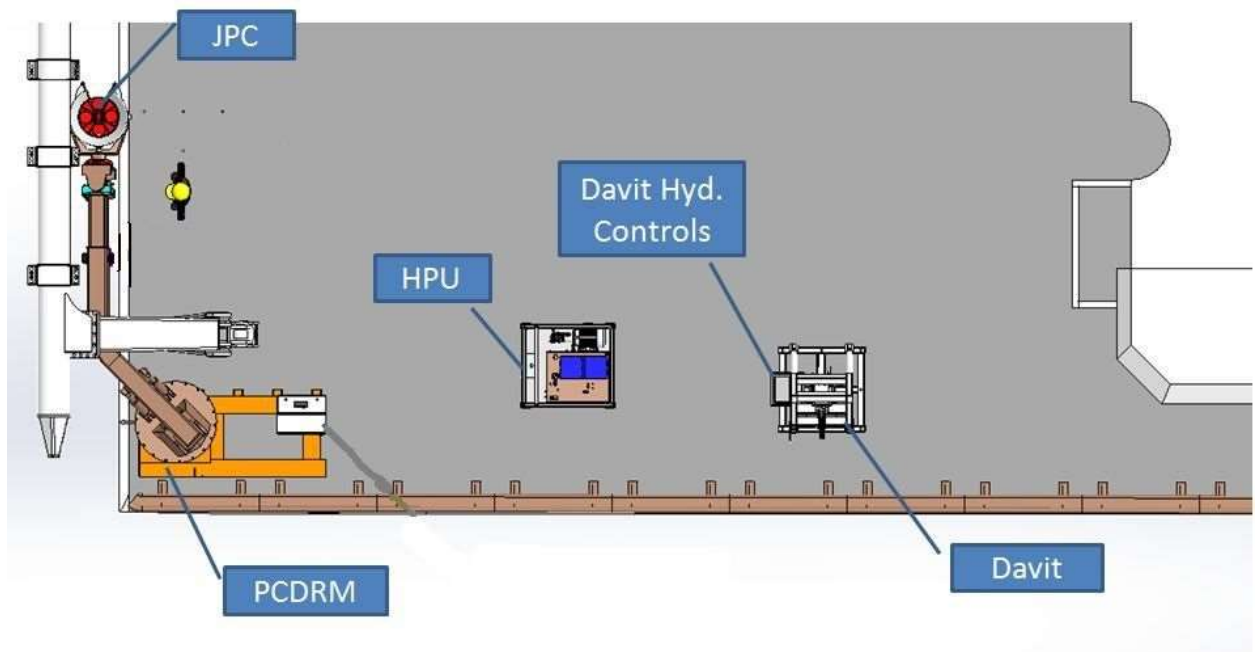 JPC
Davit Hyd.
Controls
HPU
Davit
PCDRM